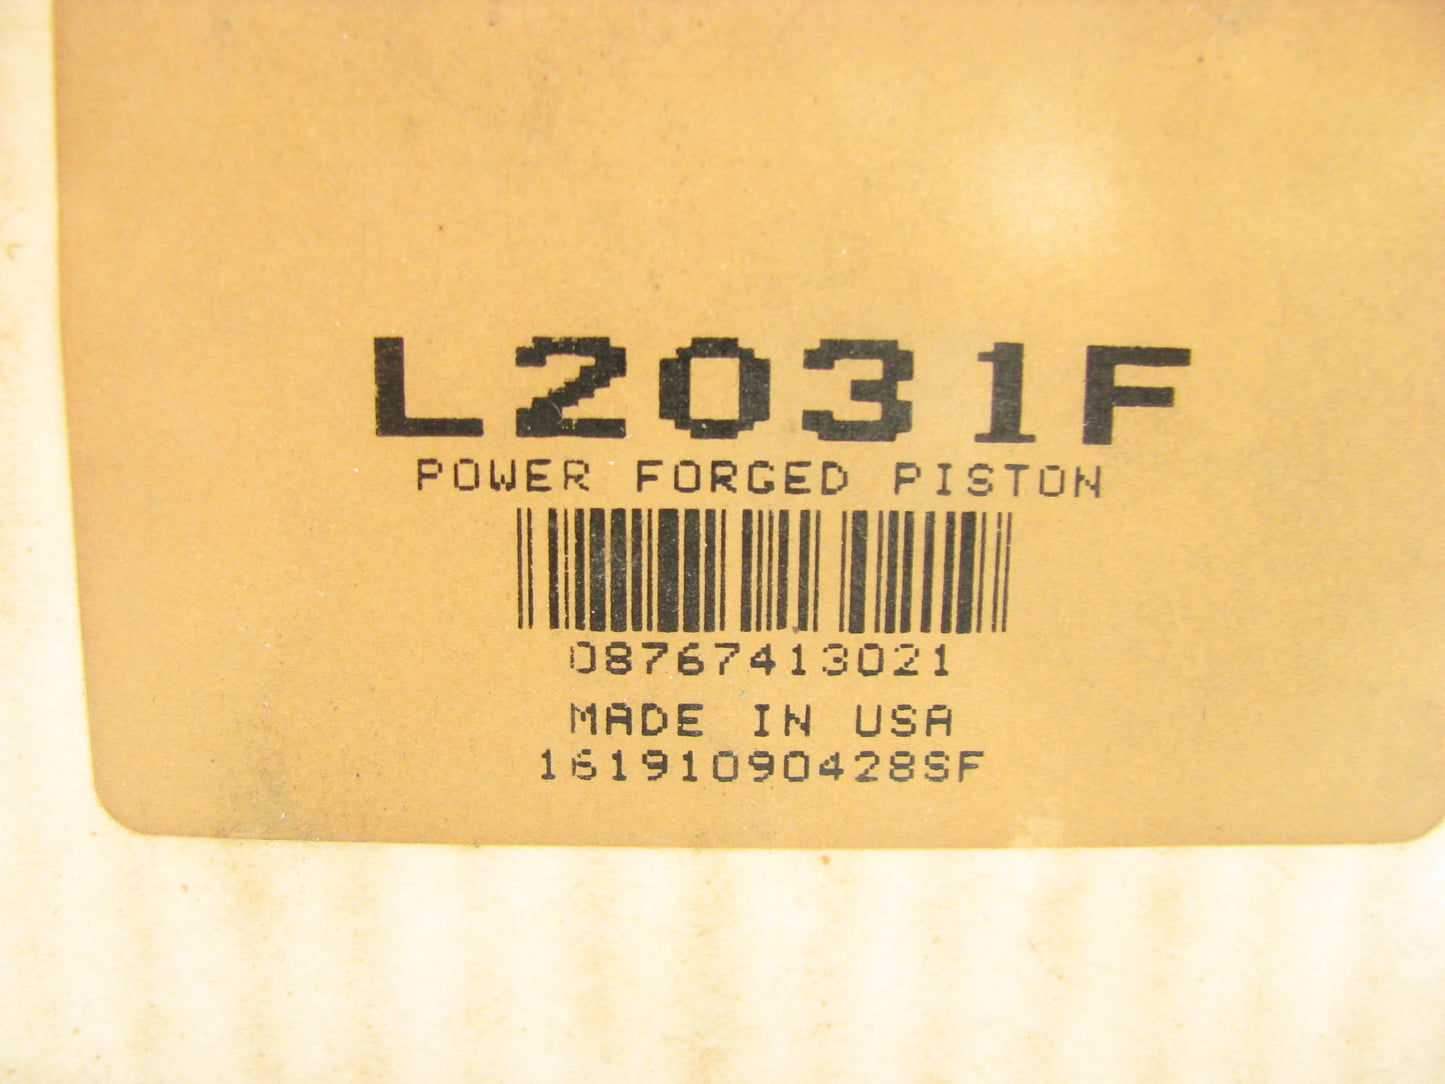 L2031F
POWER FORGED PISTON
08767413021
MADE IN USA
16191090428SF